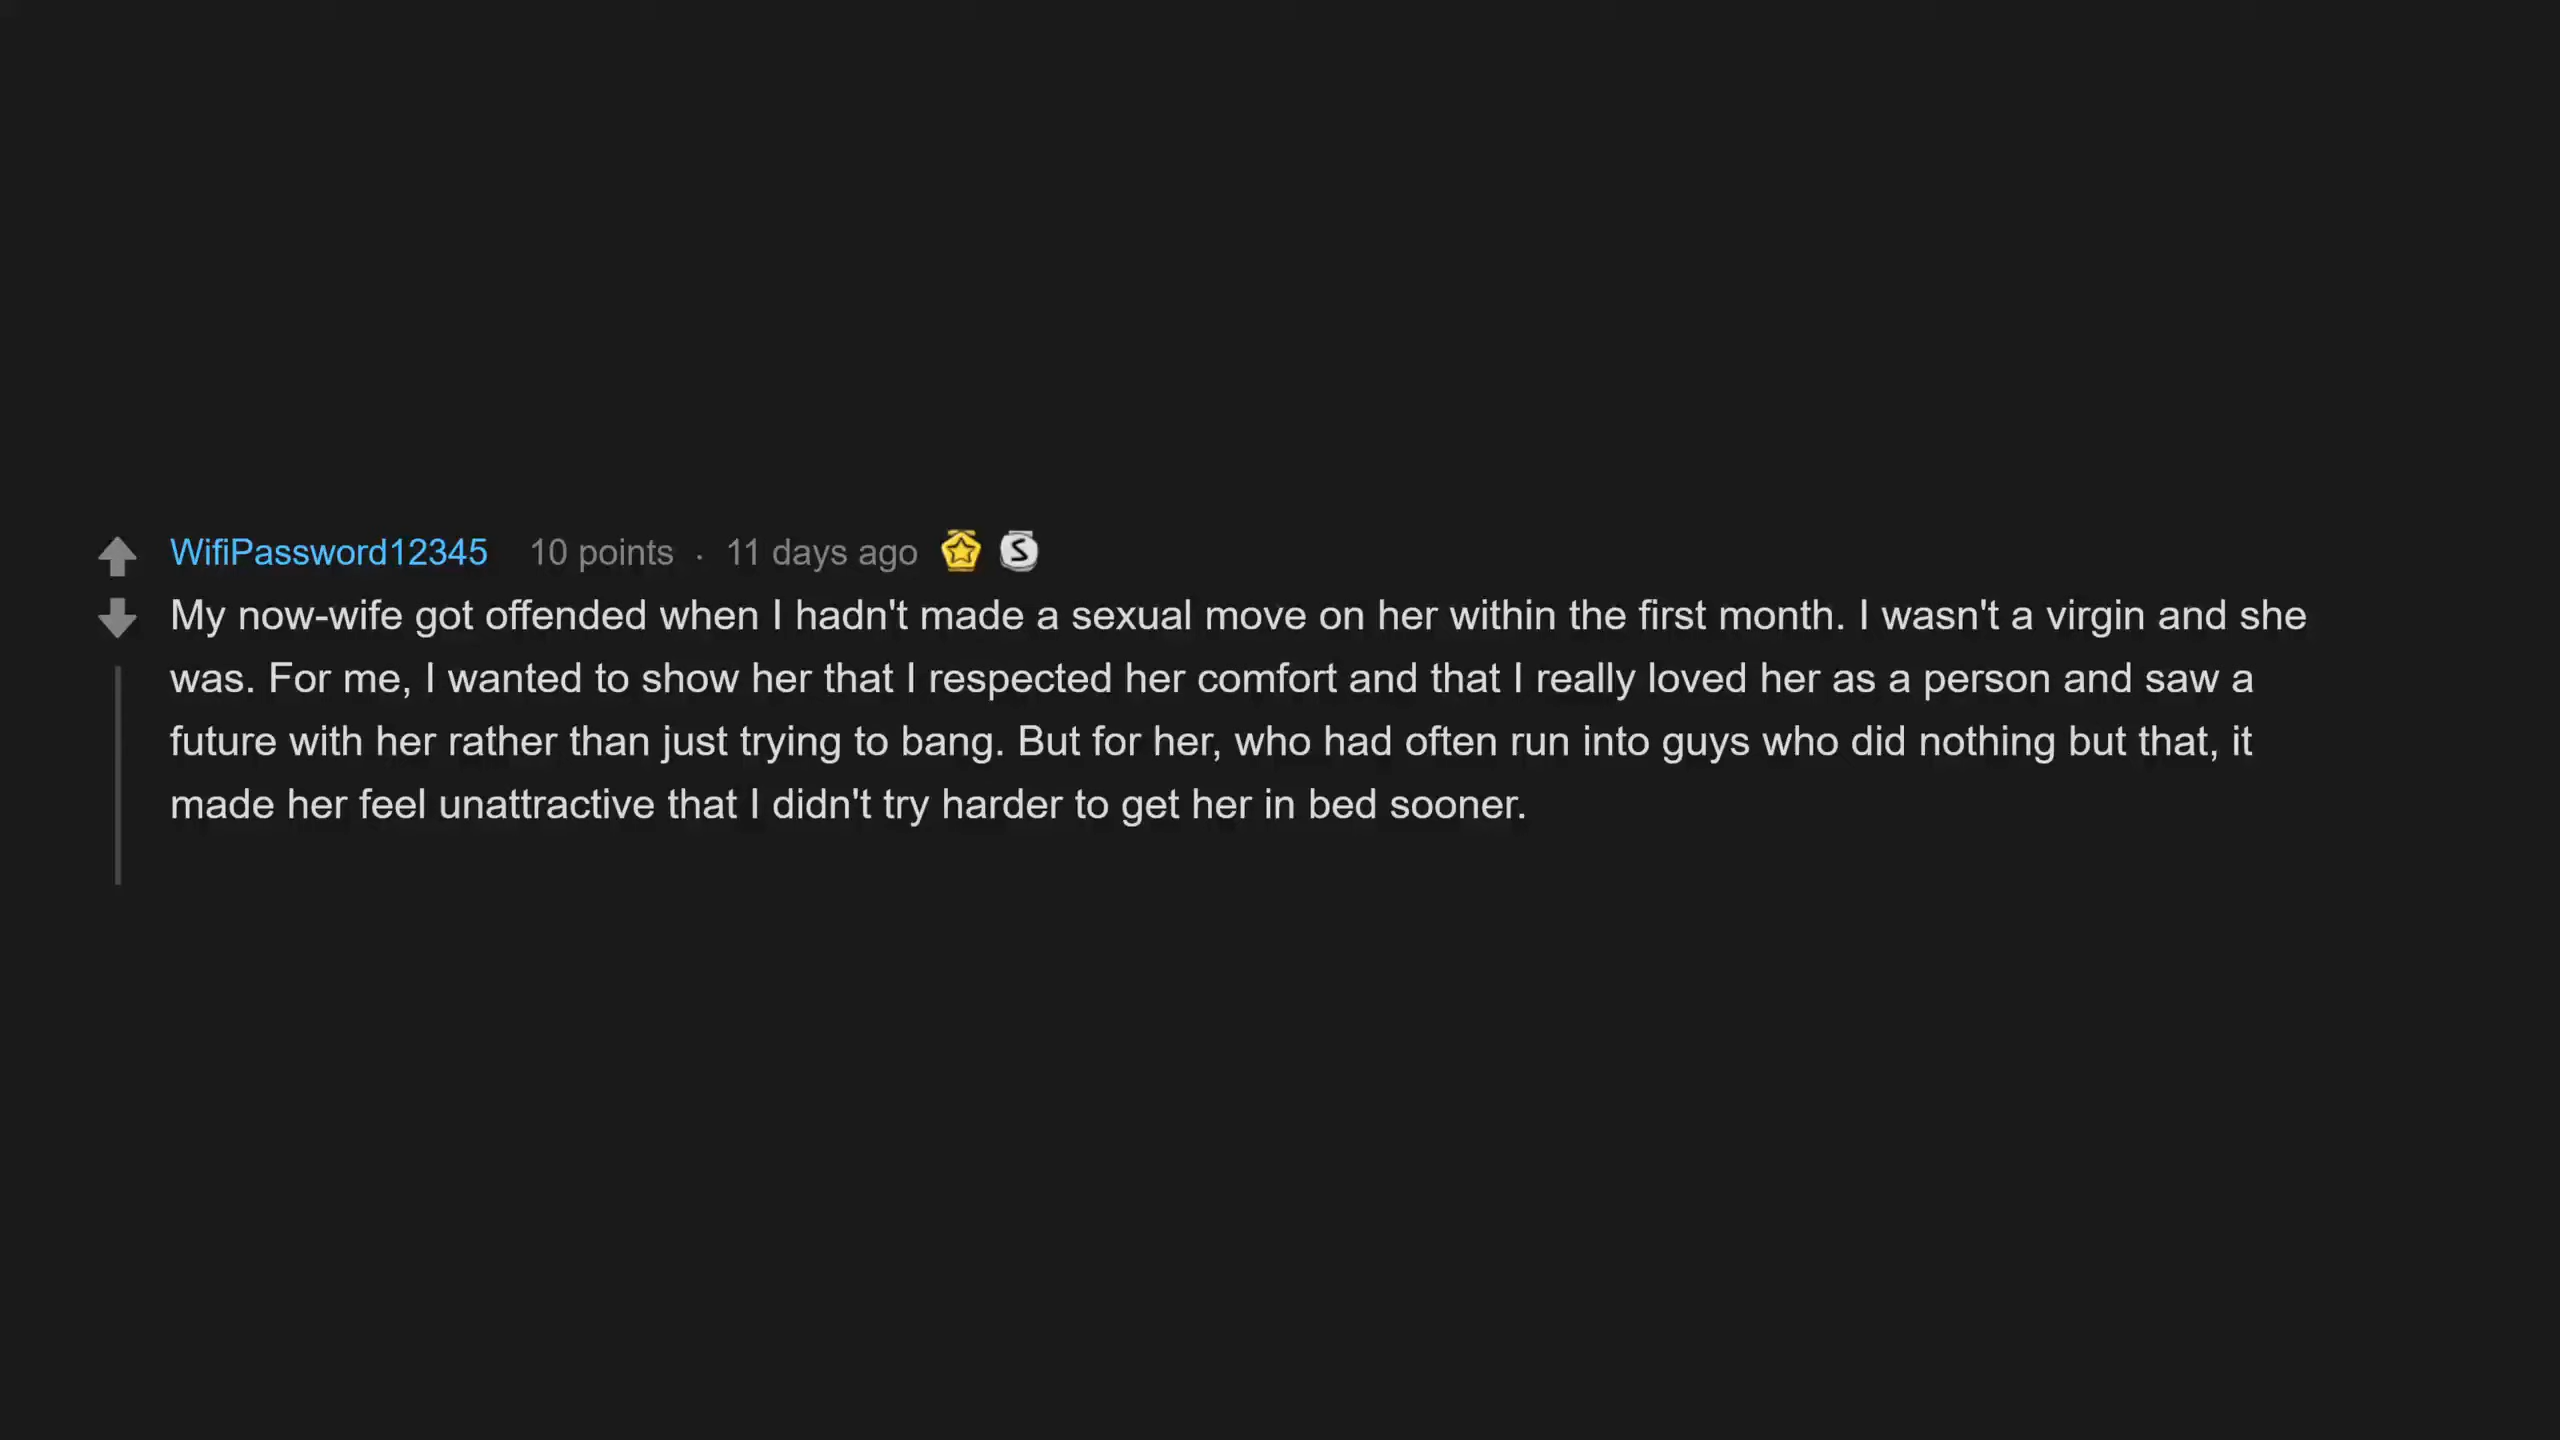 WifiPassword12345 10 points · 11 days ago S
My now-wife got offended when I hadn't made a sexual move on her within the first month. I wasn't a virgin and she
was. For me, I wanted to show her that I respected her comfort and that I really loved her as a person and saw a
future with her rather than just trying to bang. But for her, who had often run into guys who did nothing but that, it
made her feel unattractive that I didn't try harder to get her in bed sooner.